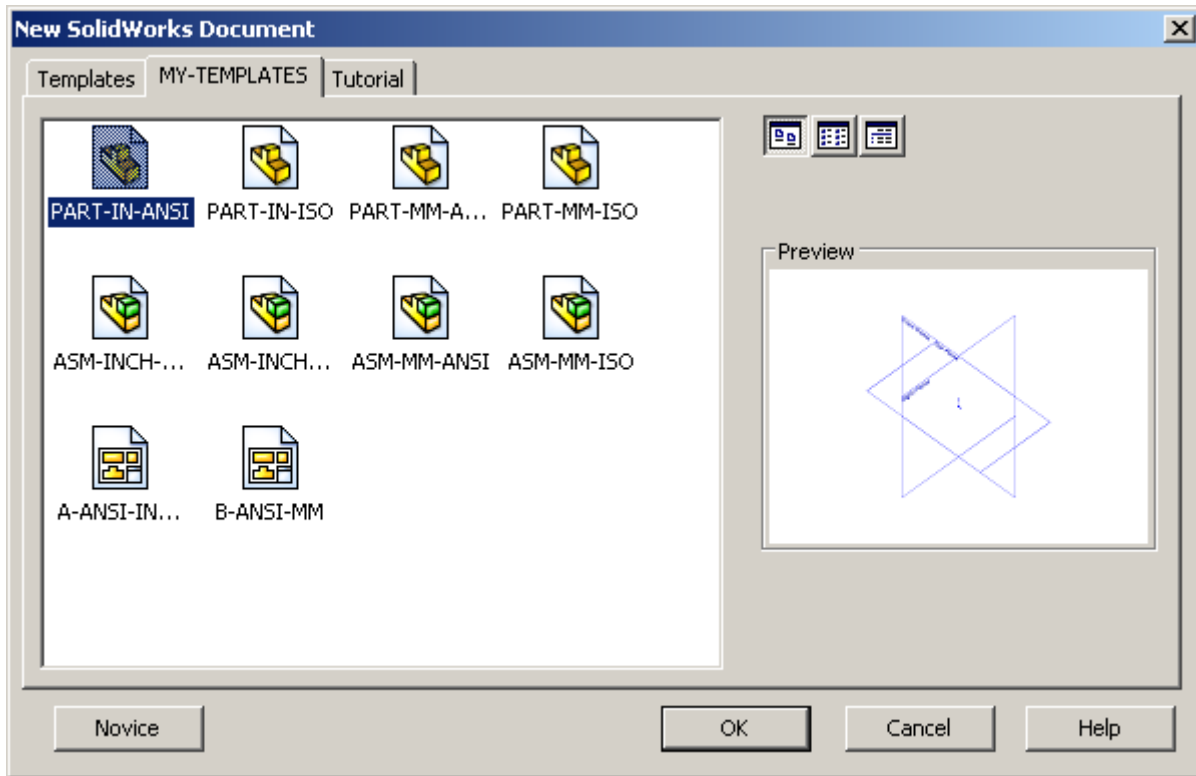 New SolidWorks Document
Templates MY-TEMPLATES Tutorial
PART-IN-ANSI PART-IN-ISO PART-MM-A... PART-MM-ISO
Preview
ASM-INCH-... ASM-INCH... ASM-MM-ANSI ASM-MM-ISO
A-ANSI-IN... B-ANSI-MM
Novice OK Cancel Help